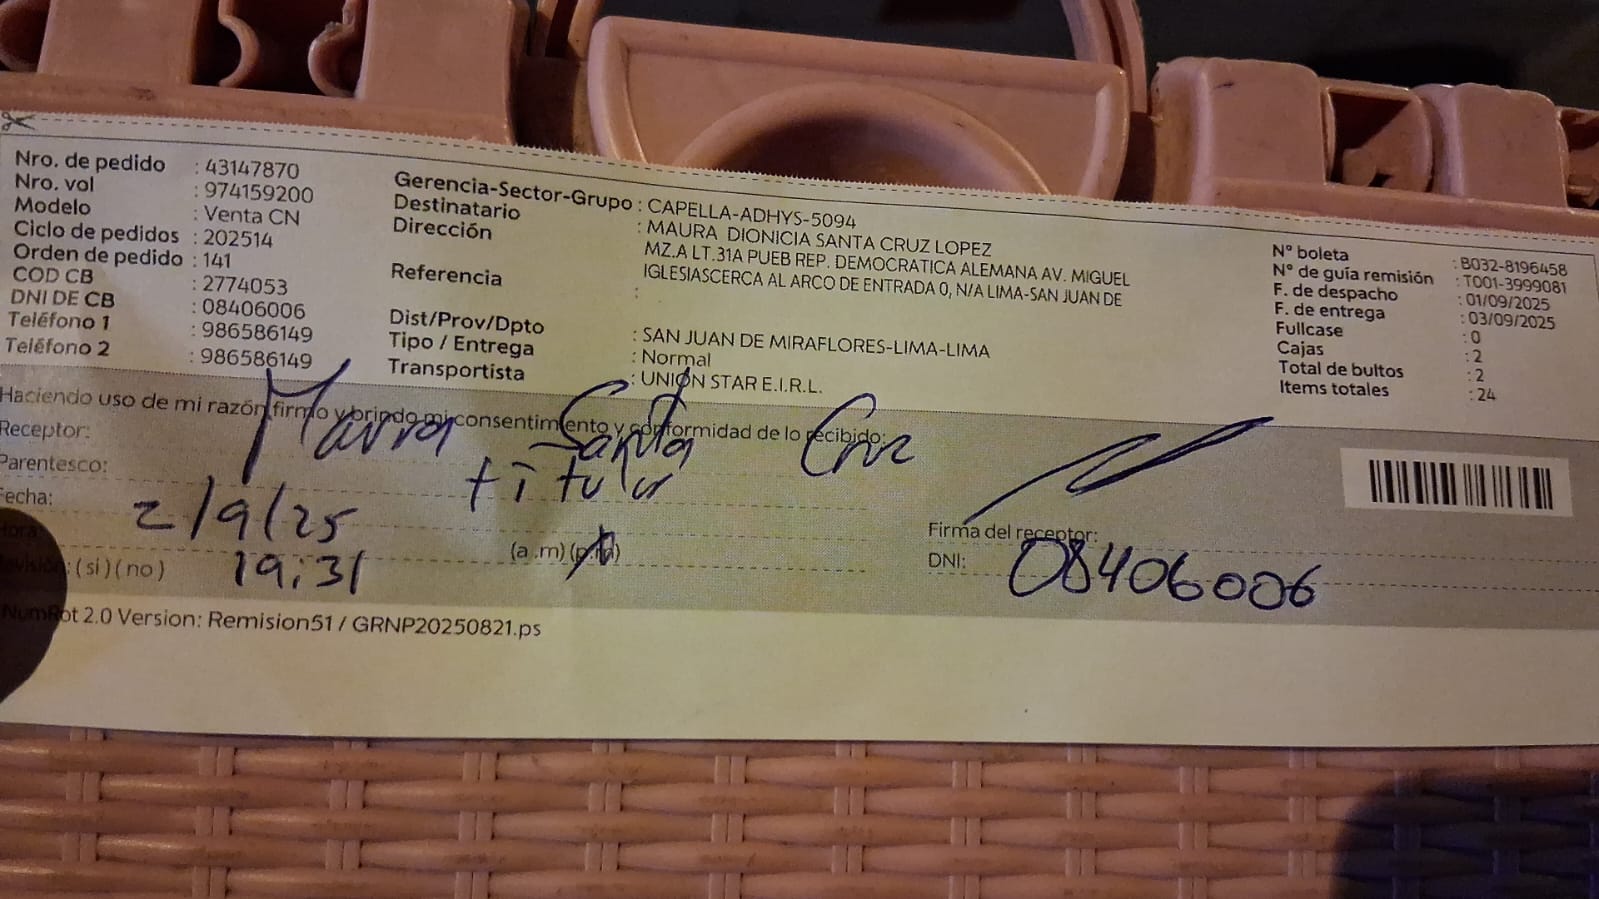 Nro. de pedido : 43147870
Nro. vol : 974159200
Modelo : Venta CN
Ciclo de pedidos : 202514
Orden de pedido : 141
COD CB : 2774053
DNI DE CB : 08406006
Teléfono 1 : 986586149
Teléfono 2 : 986586149
Gerencia-Sector-Grupo : CAPELLA-ADHYS-5094
Destinatario : MAURA DIONICIA SANTA CRUZ LOPEZ
Dirección : MZ.A LT.31A PUEB REP. DEMOCRATICA ALEMANA AV. MIGUEL
IGLESIASCERCA AL ARCO DE ENTRADA 0, N/A LIMA-SAN JUAN DE
Referencia :
Dist/Prov/Dpto : SAN JUAN DE MIRAFLORES-LIMA-LIMA
Tipo / Entrega : Normal
Transportista : UNION STAR E.I.R.L.
N° boleta : B032-8196458
N° de guía remisión : T001-3999081
F. de despacho : 01/09/2025
F. de entrega : 03/09/2025
Fullcase : 0
Cajas : 2
Total de bultos : 2
Items totales : 24
Haciendo uso de mi razón firmo y brindo mi consentimiento y conformidad de lo recibido:
Receptor: Maura Santa Cruz
Parentesco: titular
Fecha: 2/9/25
Hora: 19:31 (a .m) (p.m)
Revisión: ( si ) ( no )
Firma del receptor:
DNI: 08406006
NumRot 2.0 Version: Remision51 / GRNP20250821.ps